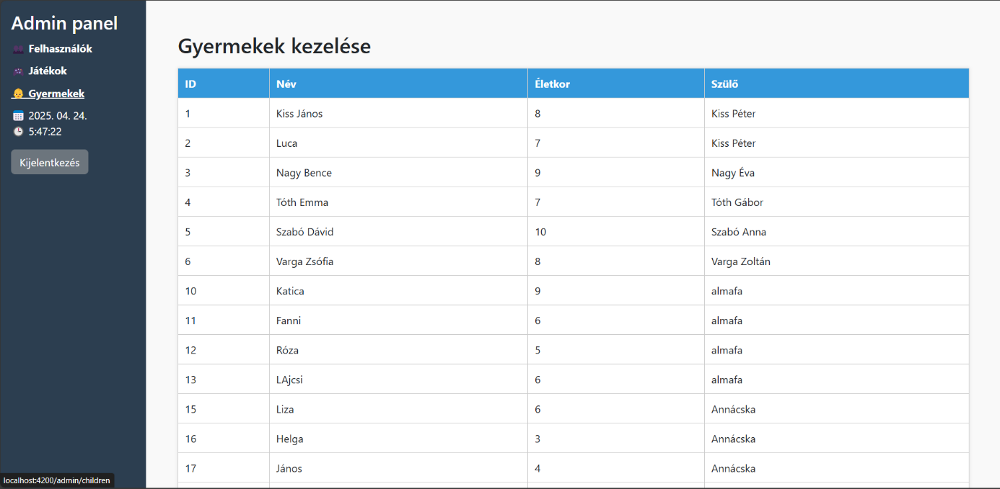 Admin panel
Felhasználók
Játékok
Gyermekek
2025. 04. 24.
5:47:22
Kijelentkezés
Gyermekek kezelése
ID Név Életkor Szülő
1 Kiss János 8 Kiss Péter
2 Luca 7 Kiss Péter
3 Nagy Bence 9 Nagy Éva
4 Tóth Emma 7 Tóth Gábor
5 Szabó Dávid 10 Szabó Anna
6 Varga Zsófia 8 Varga Zoltán
10 Katica 9 almafa
11 Fanni 6 almafa
12 Róza 5 almafa
13 LAjcsi 6 almafa
15 Liza 6 Annácska
16 Helga 3 Annácska
17 János 4 Annácska
localhost:4200/admin/children